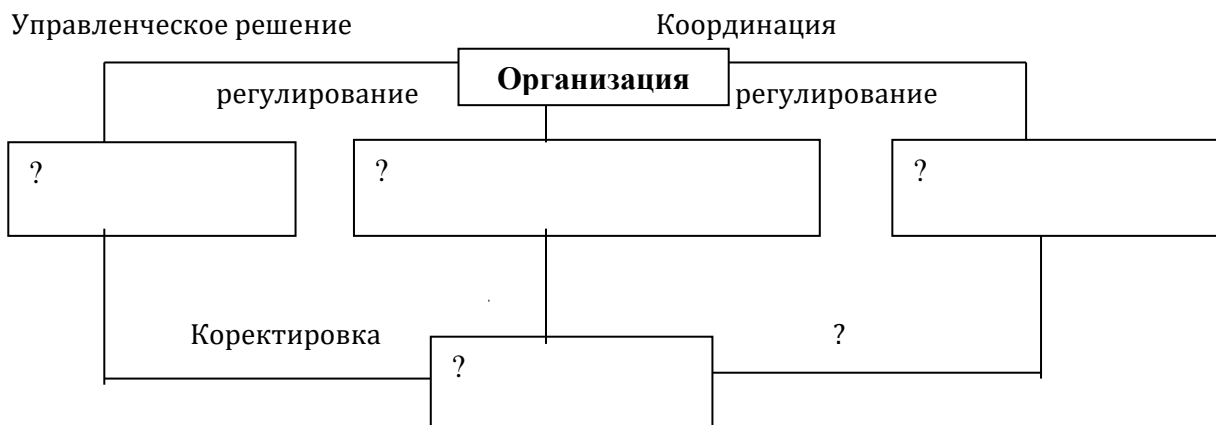 Управленческое решение Координация
Организация
регулирование регулирование
? ? ?
Коректировка ?
?